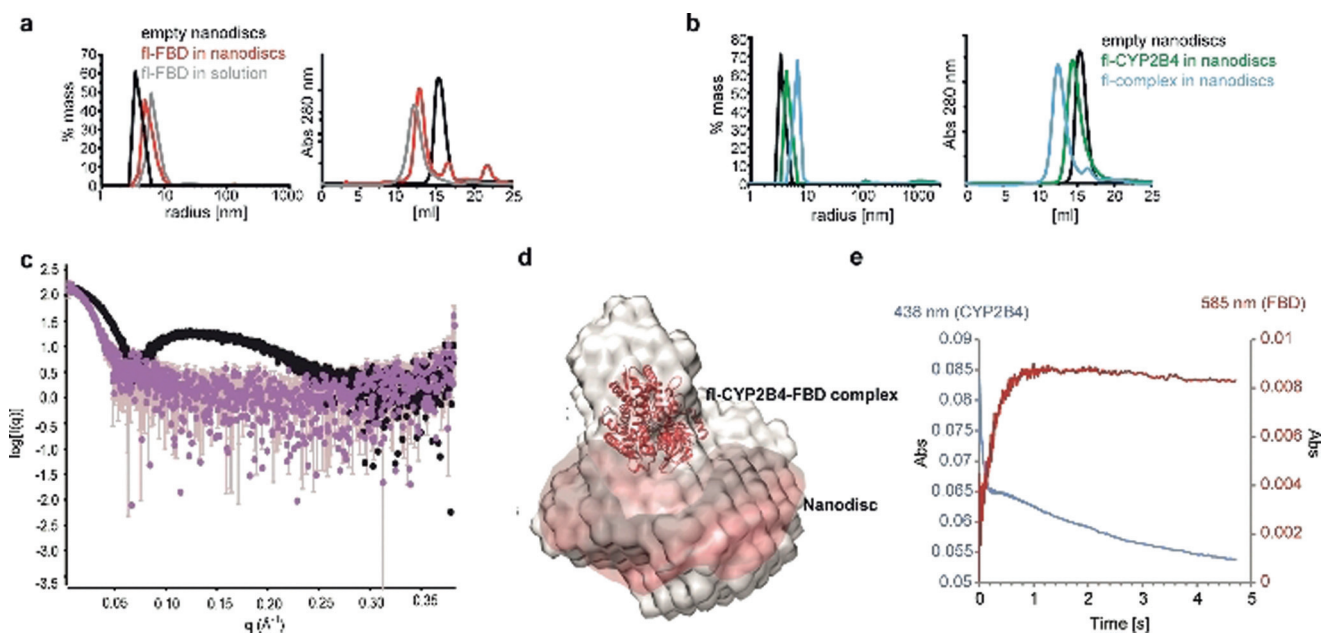 a
empty nanodiscs
fl-FBD in nanodiscs
fl-FBD in solution
70
60
50
40
30
20
10
0
% mass
1
10
100
1000
radius [nm]
Abs 280 nm
0
5
10
15
20
25
[ml]
b
empty nanodiscs
fl-CYP2B4 in nanodiscs
fl-complex in nanodiscs
80
70
60
50
40
30
20
10
0
% mass
1
10
100
1000
radius [nm]
Abs 280 nm
0
5
10
15
20
25
[ml]
c
2.5
2.0
1.5
1.0
0.5
0.0
-0.5
-1.0
-1.5
-2.0
-2.5
-3.0
-3.5
log[I(q)]
0.05
0.10
0.15
0.20
0.25
0.30
0.35
q (Å⁻¹)
d
fl-CYP2B4-FBD complex
Nanodisc
e
438 nm (CYP2B4)
585 nm (FBD)
0.09
0.085
0.08
0.075
0.07
0.065
0.06
0.055
0.05
Abs
0.01
0.008
0.006
0.004
0.002
0
Abs
0
1
2
3
4
5
Time [s]